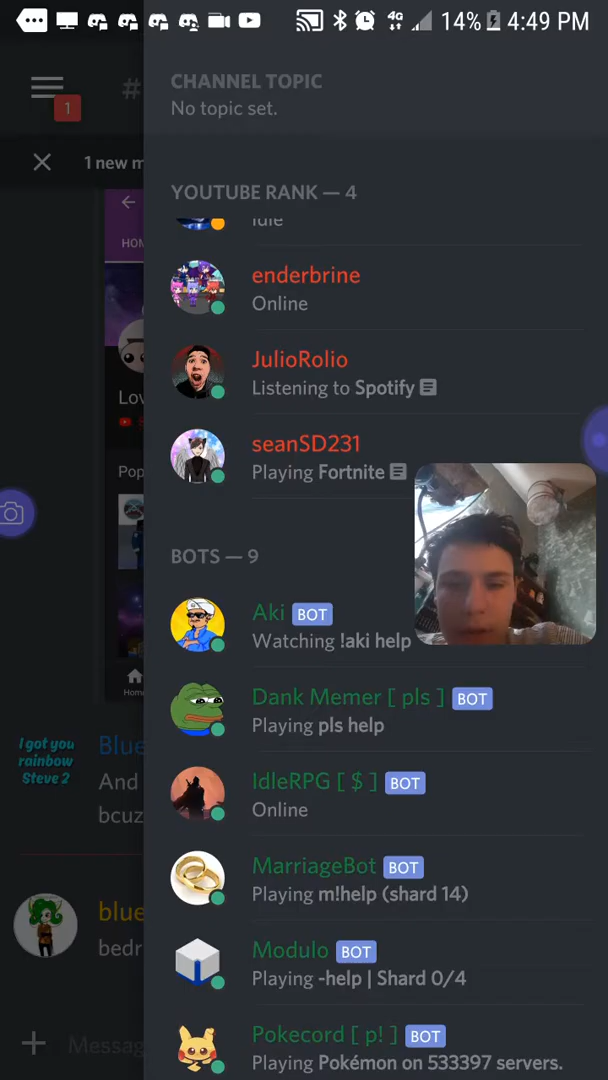 4G 14% 4:49 PM
CHANNEL TOPIC
#
No topic set.
1
1 new m
YOUTUBE RANK — 4
Idle
HOM
enderbrine
Online
JulioRolio
Listening to Spotify
Lov
seanSD231
Pop
Playing Fortnite
BOTS — 9
Aki BOT
Watching !aki help
Home
Dank Memer [ pls ] BOT
Playing pls help
I got you
rainbow
Steve 2
Blue
And
bcuz
IdleRPG [ $ ] BOT
Online
MarriageBot BOT
Playing m!help (shard 14)
blue
bedr
Modulo BOT
Playing -help | Shard 0/4
Messag
Pokecord [ p! ] BOT
Playing Pokémon on 533397 servers.